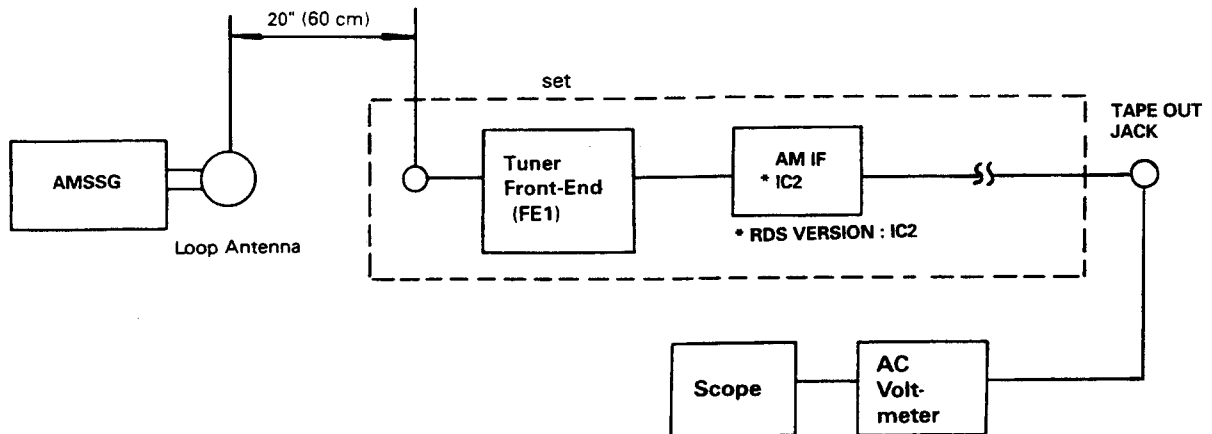 20" (60 cm)
set
TAPE OUT
JACK
AMSSG
Tuner
Front-End
(FE1)
AM IF
* IC2
Loop Antenna
* RDS VERSION : IC2
Scope
AC
Volt-
meter